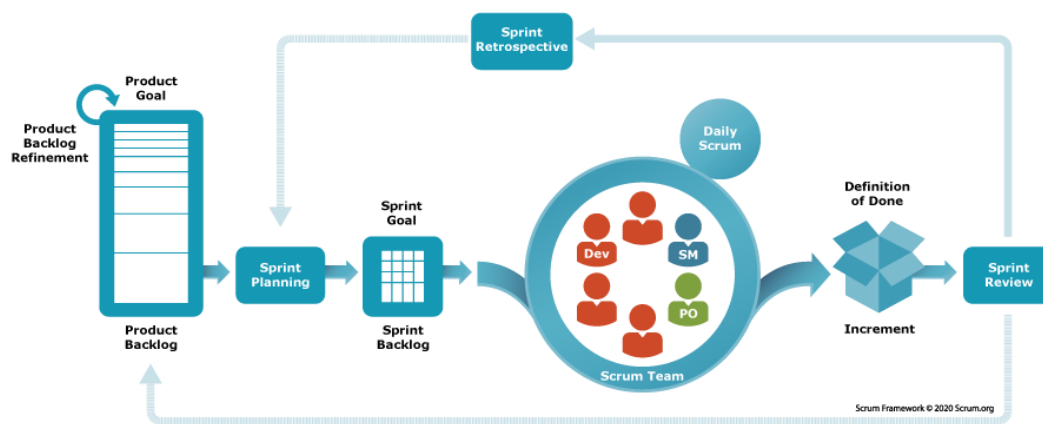 Sprint
Retrospective
Product
Goal
Product
Backlog
Refinement
Daily
Scrum
Sprint
Goal
Definition
of Done
Dev
SM
Sprint
Planning
Sprint
Review
PO
Product
Backlog
Sprint
Backlog
Increment
Scrum Team
Scrum Framework © 2020 Scrum.org